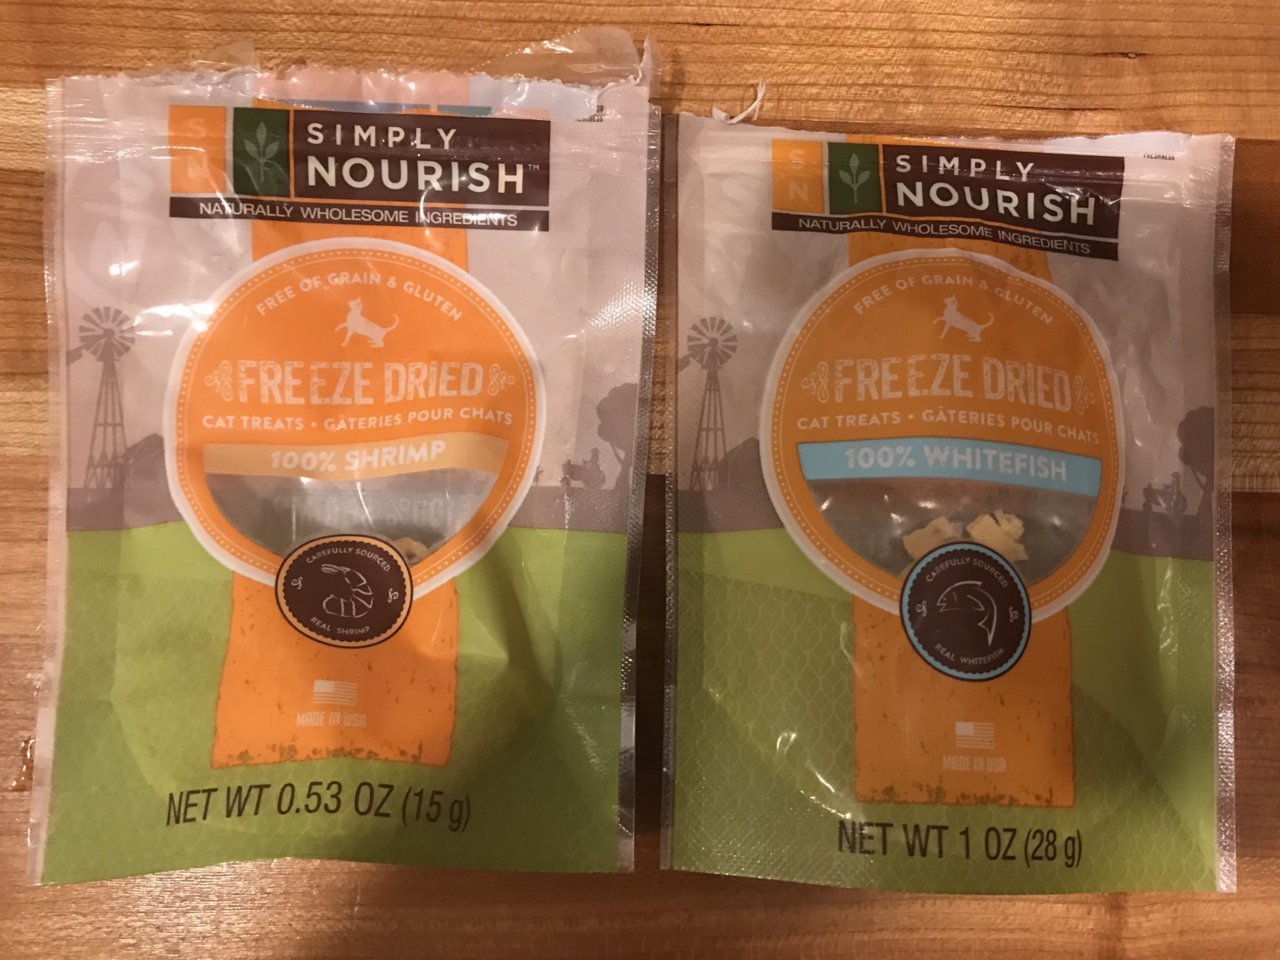 S
N
SIMPLY
NOURISH™
NATURALLY WHOLESOME INGREDIENTS
FREE OF GRAIN & GLUTEN
FREEZE DRIED
CAT TREATS • GÂTERIES POUR CHATS
100% SHRIMP
CAREFULLY SOURCED
REAL SHRIMP
MADE IN USA
NET WT 0.53 OZ (15 g)
FRESHNESS
S
N
SIMPLY
NOURISH
NATURALLY WHOLESOME INGREDIENTS
FREE OF GRAIN & GLUTEN
FREEZE DRIED
CAT TREATS • GÂTERIES POUR CHATS
100% WHITEFISH
CAREFULLY SOURCED
REAL WHITEFISH
MADE IN USA
NET WT 1 OZ (28 g)